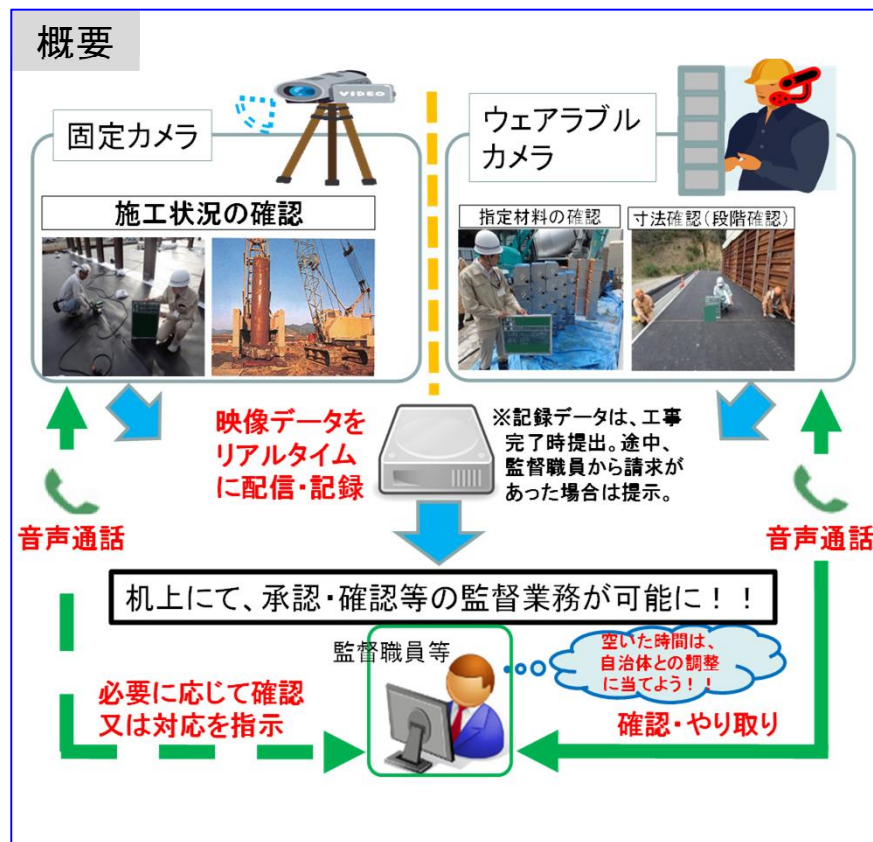 概要
VIDEO
固定カメラ
ウェアラブル
カメラ
施工状況の確認
指定材料の確認
寸法確認(段階確認)
映像データを
リアルタイム
に配信・記録
※記録データは、工事
完了時提出。途中、
監督職員から請求が
あった場合は提示。
音声通話
音声通話
机上にて、承認・確認等の監督業務が可能に！！
監督職員等
空いた時間は、
自治体との調整
に当てよう！！
必要に応じて確認
又は対応を指示
確認・やり取り